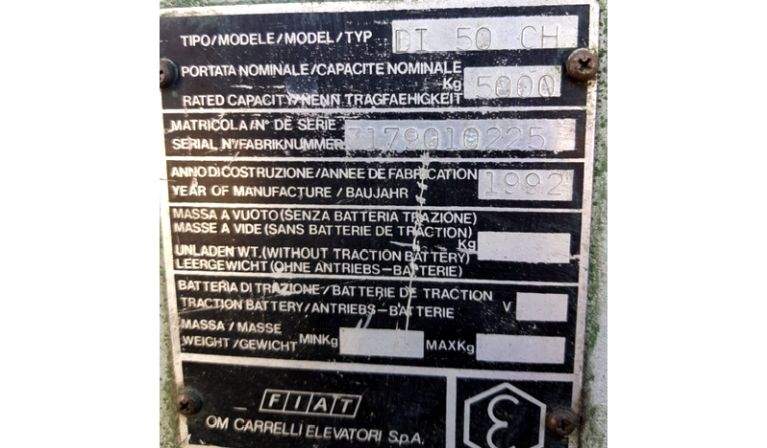 TIPO/MODELE/MODEL/TYP DI 50 CH
PORTATA NOMINALE/CAPACITE NOMINALE
Kg 5000
RATED CAPACITY/NENN TRAGFAEHIGKEIT
MATRICOLA/N° DE SERIE
SERIAL N°/FABRIKNUMMER 3179010225
ANNO DI COSTRUZIONE/ANNEE DE FABRICATION
YEAR OF MANUFACTURE/BAUJAHR 1992
MASSA A VUOTO (SENZA BATTERIA TRAZIONE)
MASSE A VIDE (SANS BATTERIE DE TRACTION)
Kg
UNLADEN WT. (WITHOUT TRACTION BATTERY)
LEERGEWICHT (OHNE ANTRIEBS-BATTERIE)
BATTERIA DI TRAZIONE/BATTERIE DE TRACTION
V
TRACTION BATTERY/ANTRIEBS-BATTERIE
MASSA/MASSE
WEIGHT/GEWICHT MINKg MAXKg
FIAT
OM CARRELLI ELEVATORI S.p.A.